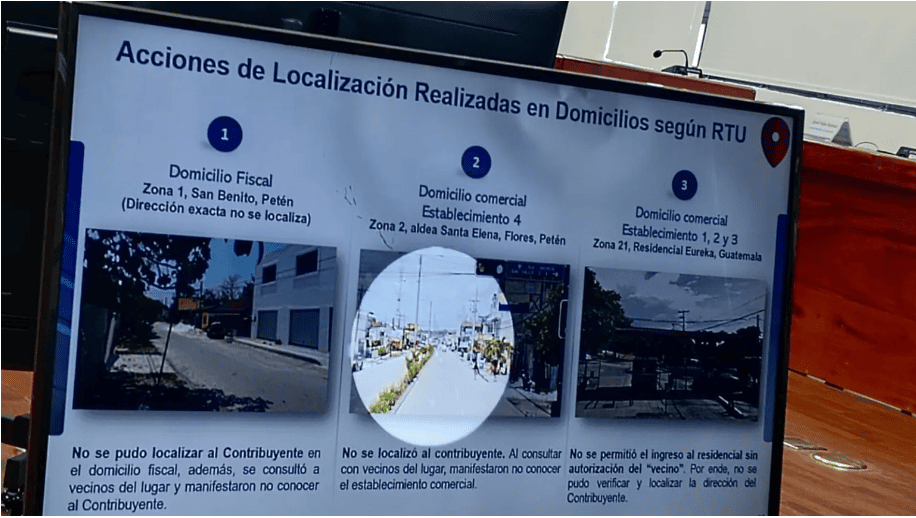 Acciones de Localización Realizadas en Domicilios según RTU
1
Domicilio Fiscal
Zona 1, San Benito, Petén
(Dirección exacta no se localiza)
No se pudo localizar al Contribuyente en
el domicilio fiscal, además, se consultó a
vecinos del lugar y manifestaron no conocer
al Contribuyente.
2
Domicilio comercial
Establecimiento 4
Zona 2, aldea Santa Elena, Flores, Petén
No se localizó al contribuyente. Al consultar
con vecinos del lugar, manifestaron no conocer
el establecimiento comercial.
3
Domicilio comercial
Establecimiento 1, 2 y 3
Zona 21, Residencial Eureka, Guatemala
No se permitió el ingreso al residencial sin
autorización del “vecino”. Por ende, no se
pudo verificar y localizar la dirección del
Contribuyente.